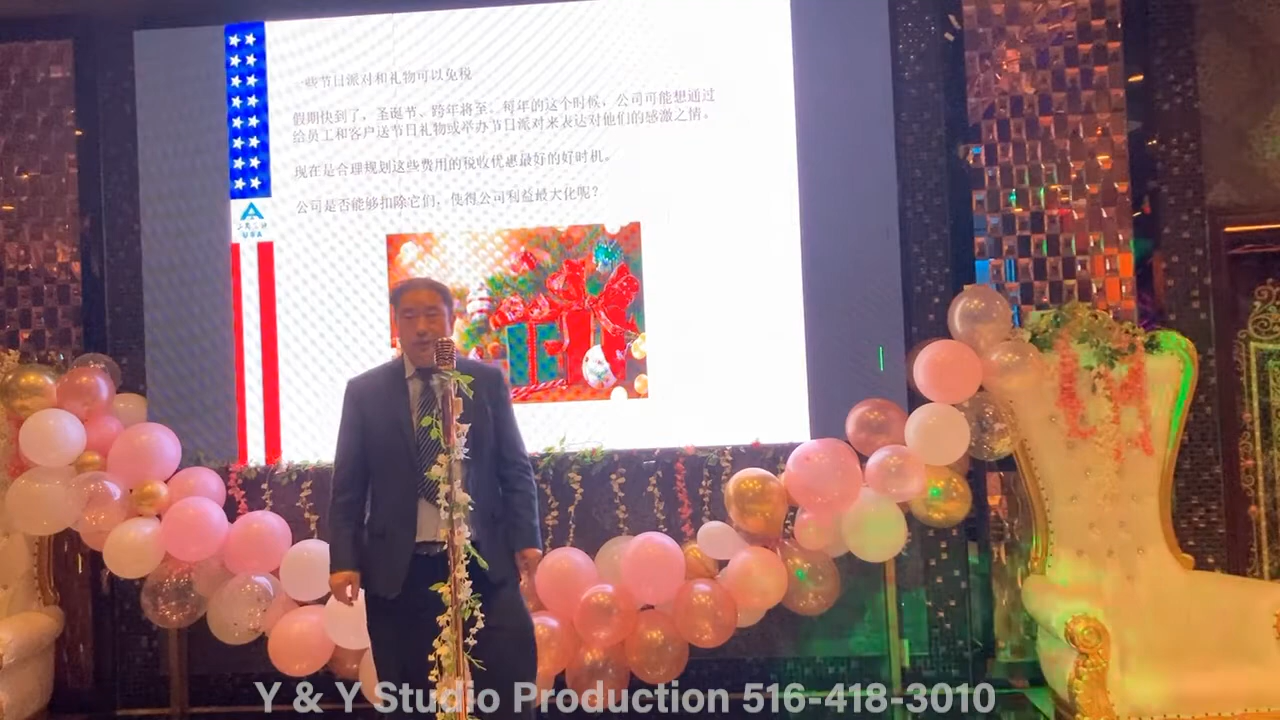 一些节日派对和礼物可以免税
假期快到了，圣诞节、跨年将至。每年的这个时候，公司可能想通过
给员工和客户送节日礼物或举办节日派对来表达对他们的感激之情。
现在是合理规划这些费用的税收优惠最好的好时机。
公司是否能够扣除它们，使得公司利益最大化呢？
Y & Y Studio Production 516-418-3010